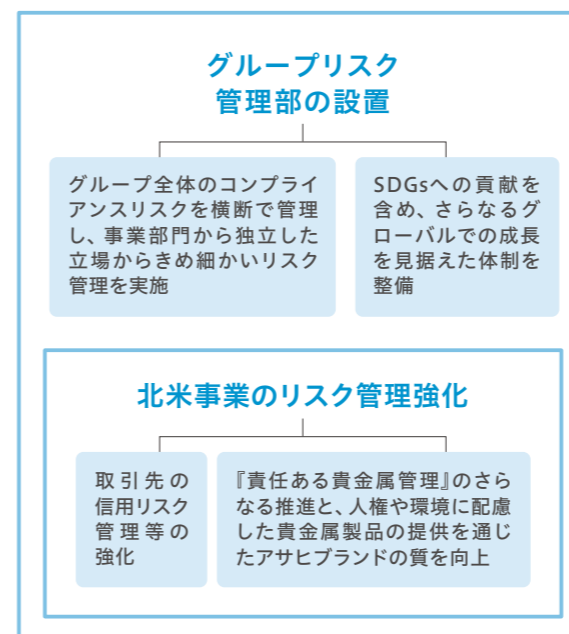 グループリスク
管理部の設置
グループ全体のコンプライ
アンスリスクを横断で管理
し、事業部門から独立した
立場からきめ細かいリスク
管理を実施
SDGsへの貢献を
含め、さらなるグ
ローバルでの成長
を見据えた体制を
整備
北米事業のリスク管理強化
取引先の
信用リスク
管理等の
強化
『責任ある貴金属管理』のさら
なる推進と、人権や環境に配慮
した貴金属製品の提供を通じ
たアサヒブランドの質を向上